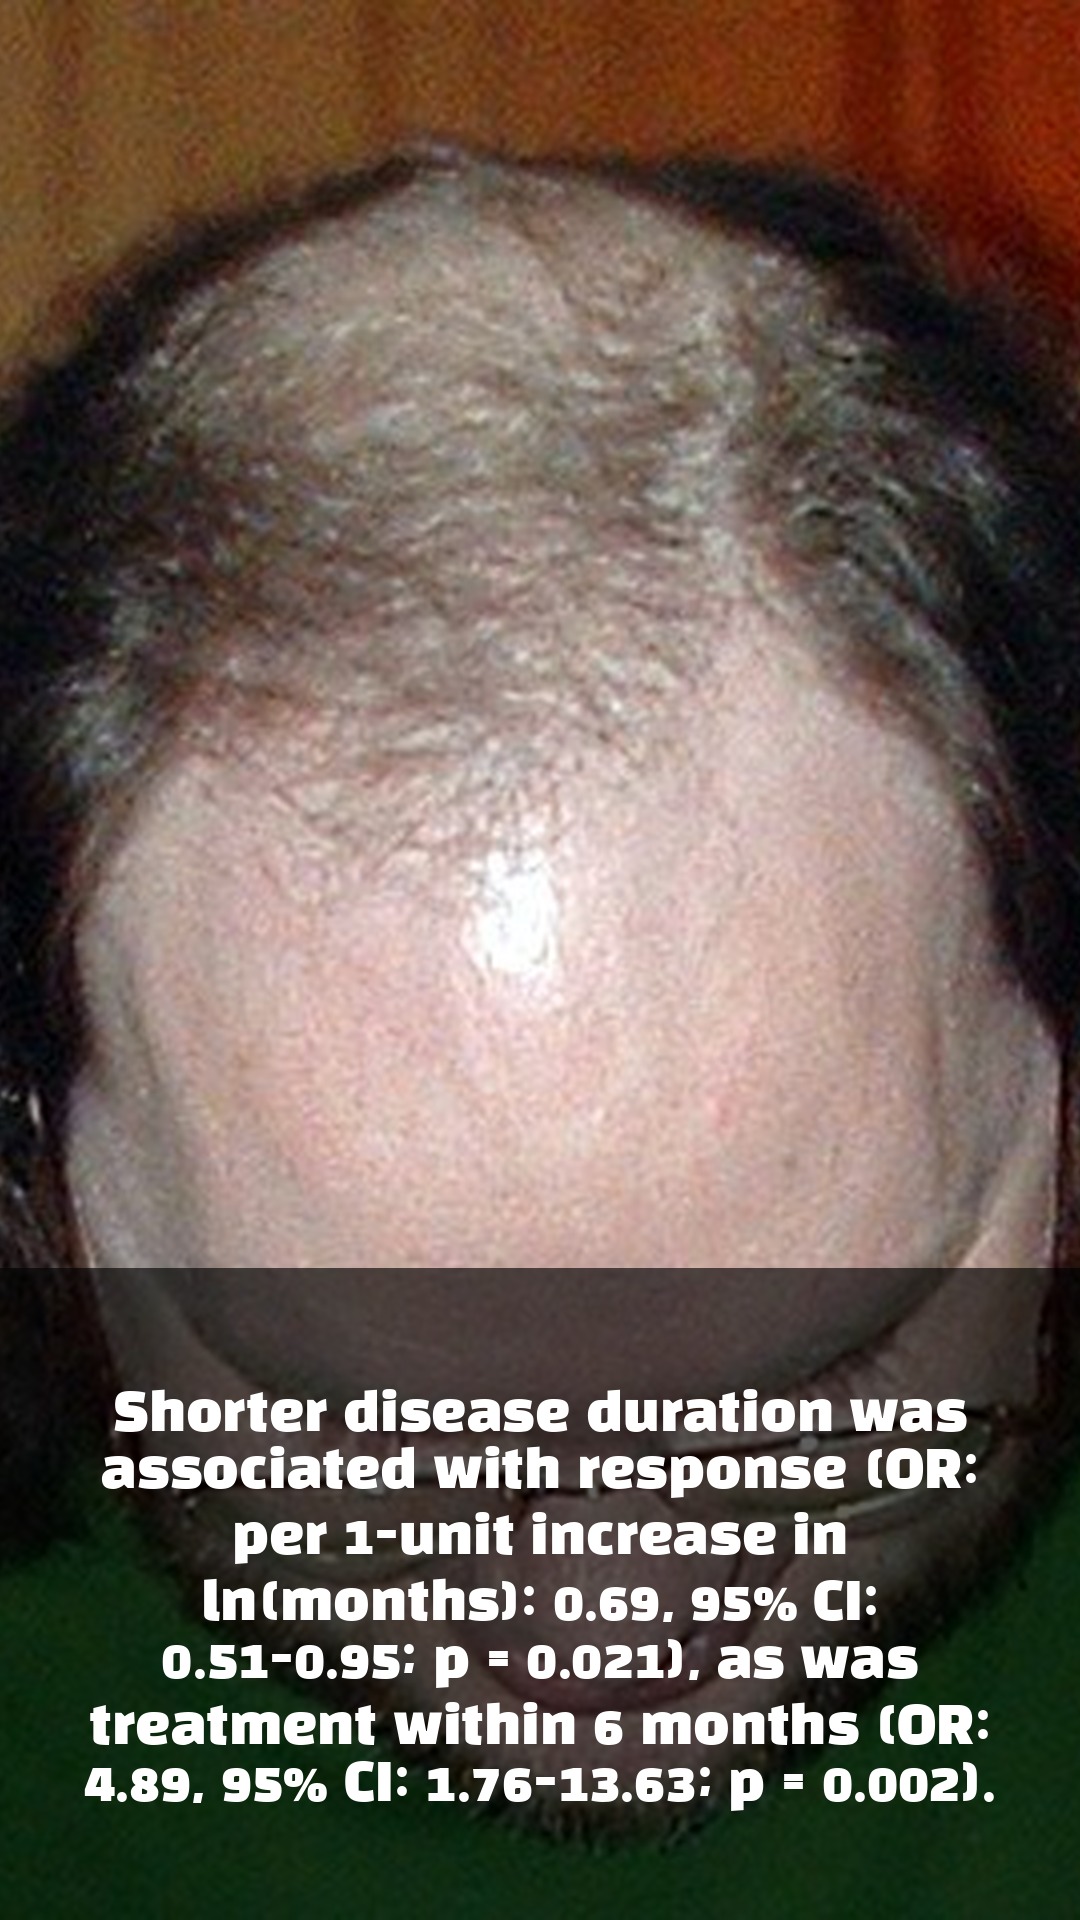 Shorter disease duration was
associated with response (OR:
per 1-unit increase in
ln(months): 0.69, 95% CI:
0.51-0.95; p = 0.021), as was
treatment within 6 months (OR:
4.89, 95% CI: 1.76-13.63; p = 0.002).